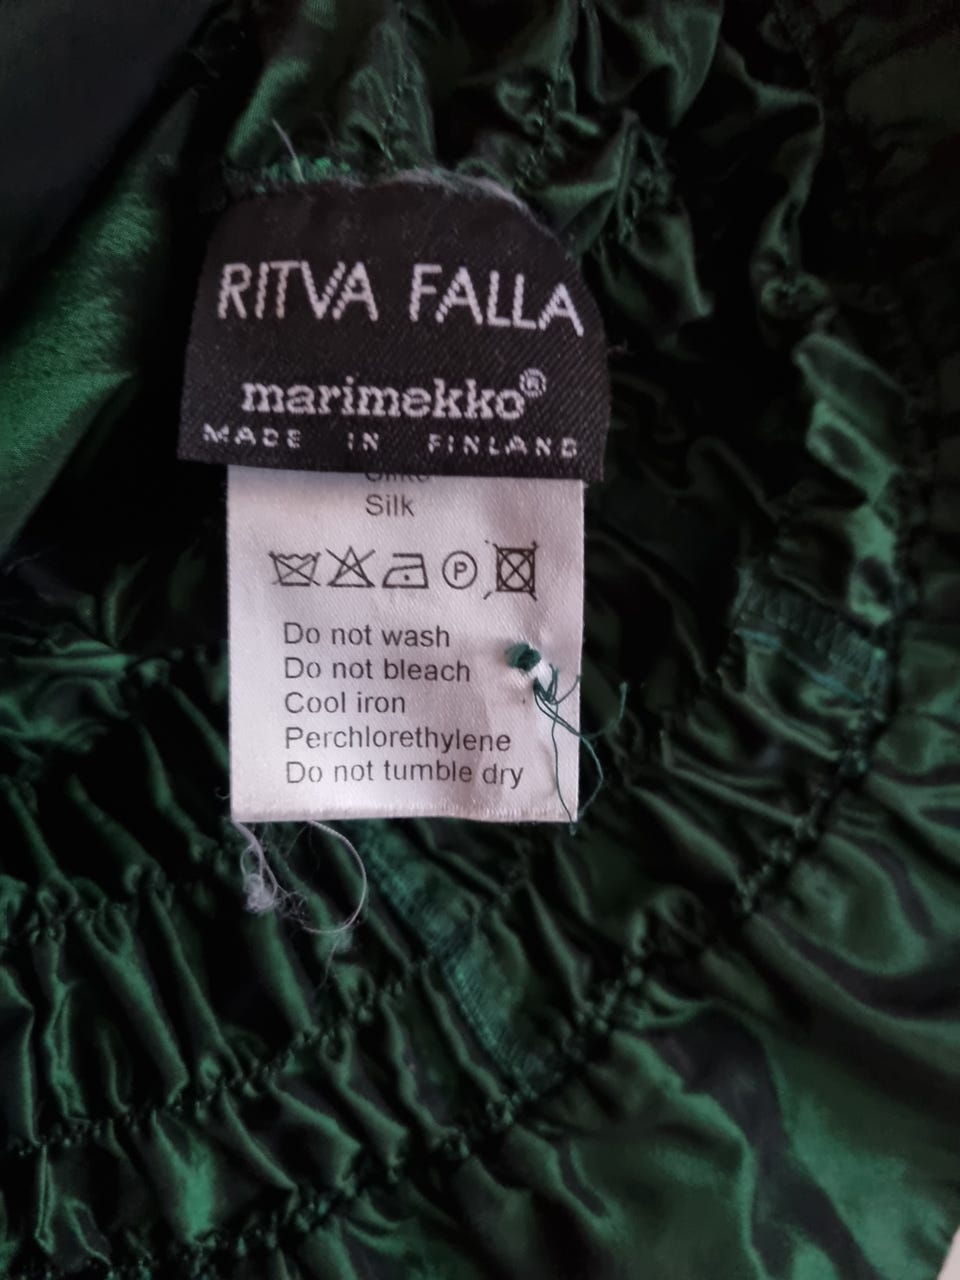 RITVA FALLA
marimekko®
MADE IN FINLAND
Silk
P
Do not wash
Do not bleach
Cool iron
Perchlorethylene
Do not tumble dry